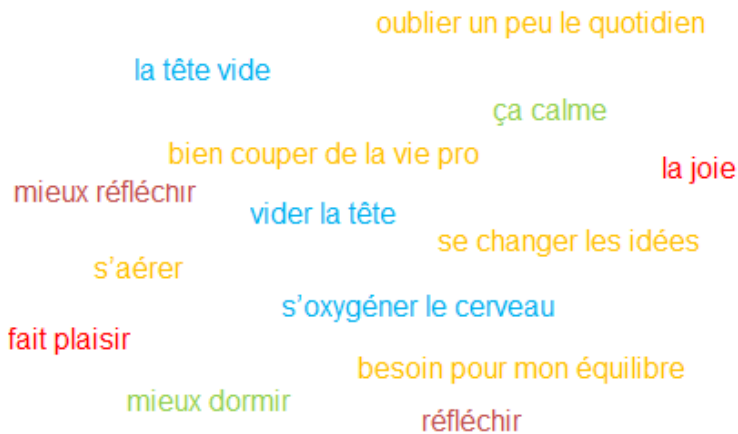 oublier un peu le quotidien
la tête vide
ça calme
bien couper de la vie pro
la joie
mieux réfléchir
vider la tête
se changer les idées
s’aérer
s’oxygéner le cerveau
fait plaisir
besoin pour mon équilibre
mieux dormir
réfléchir